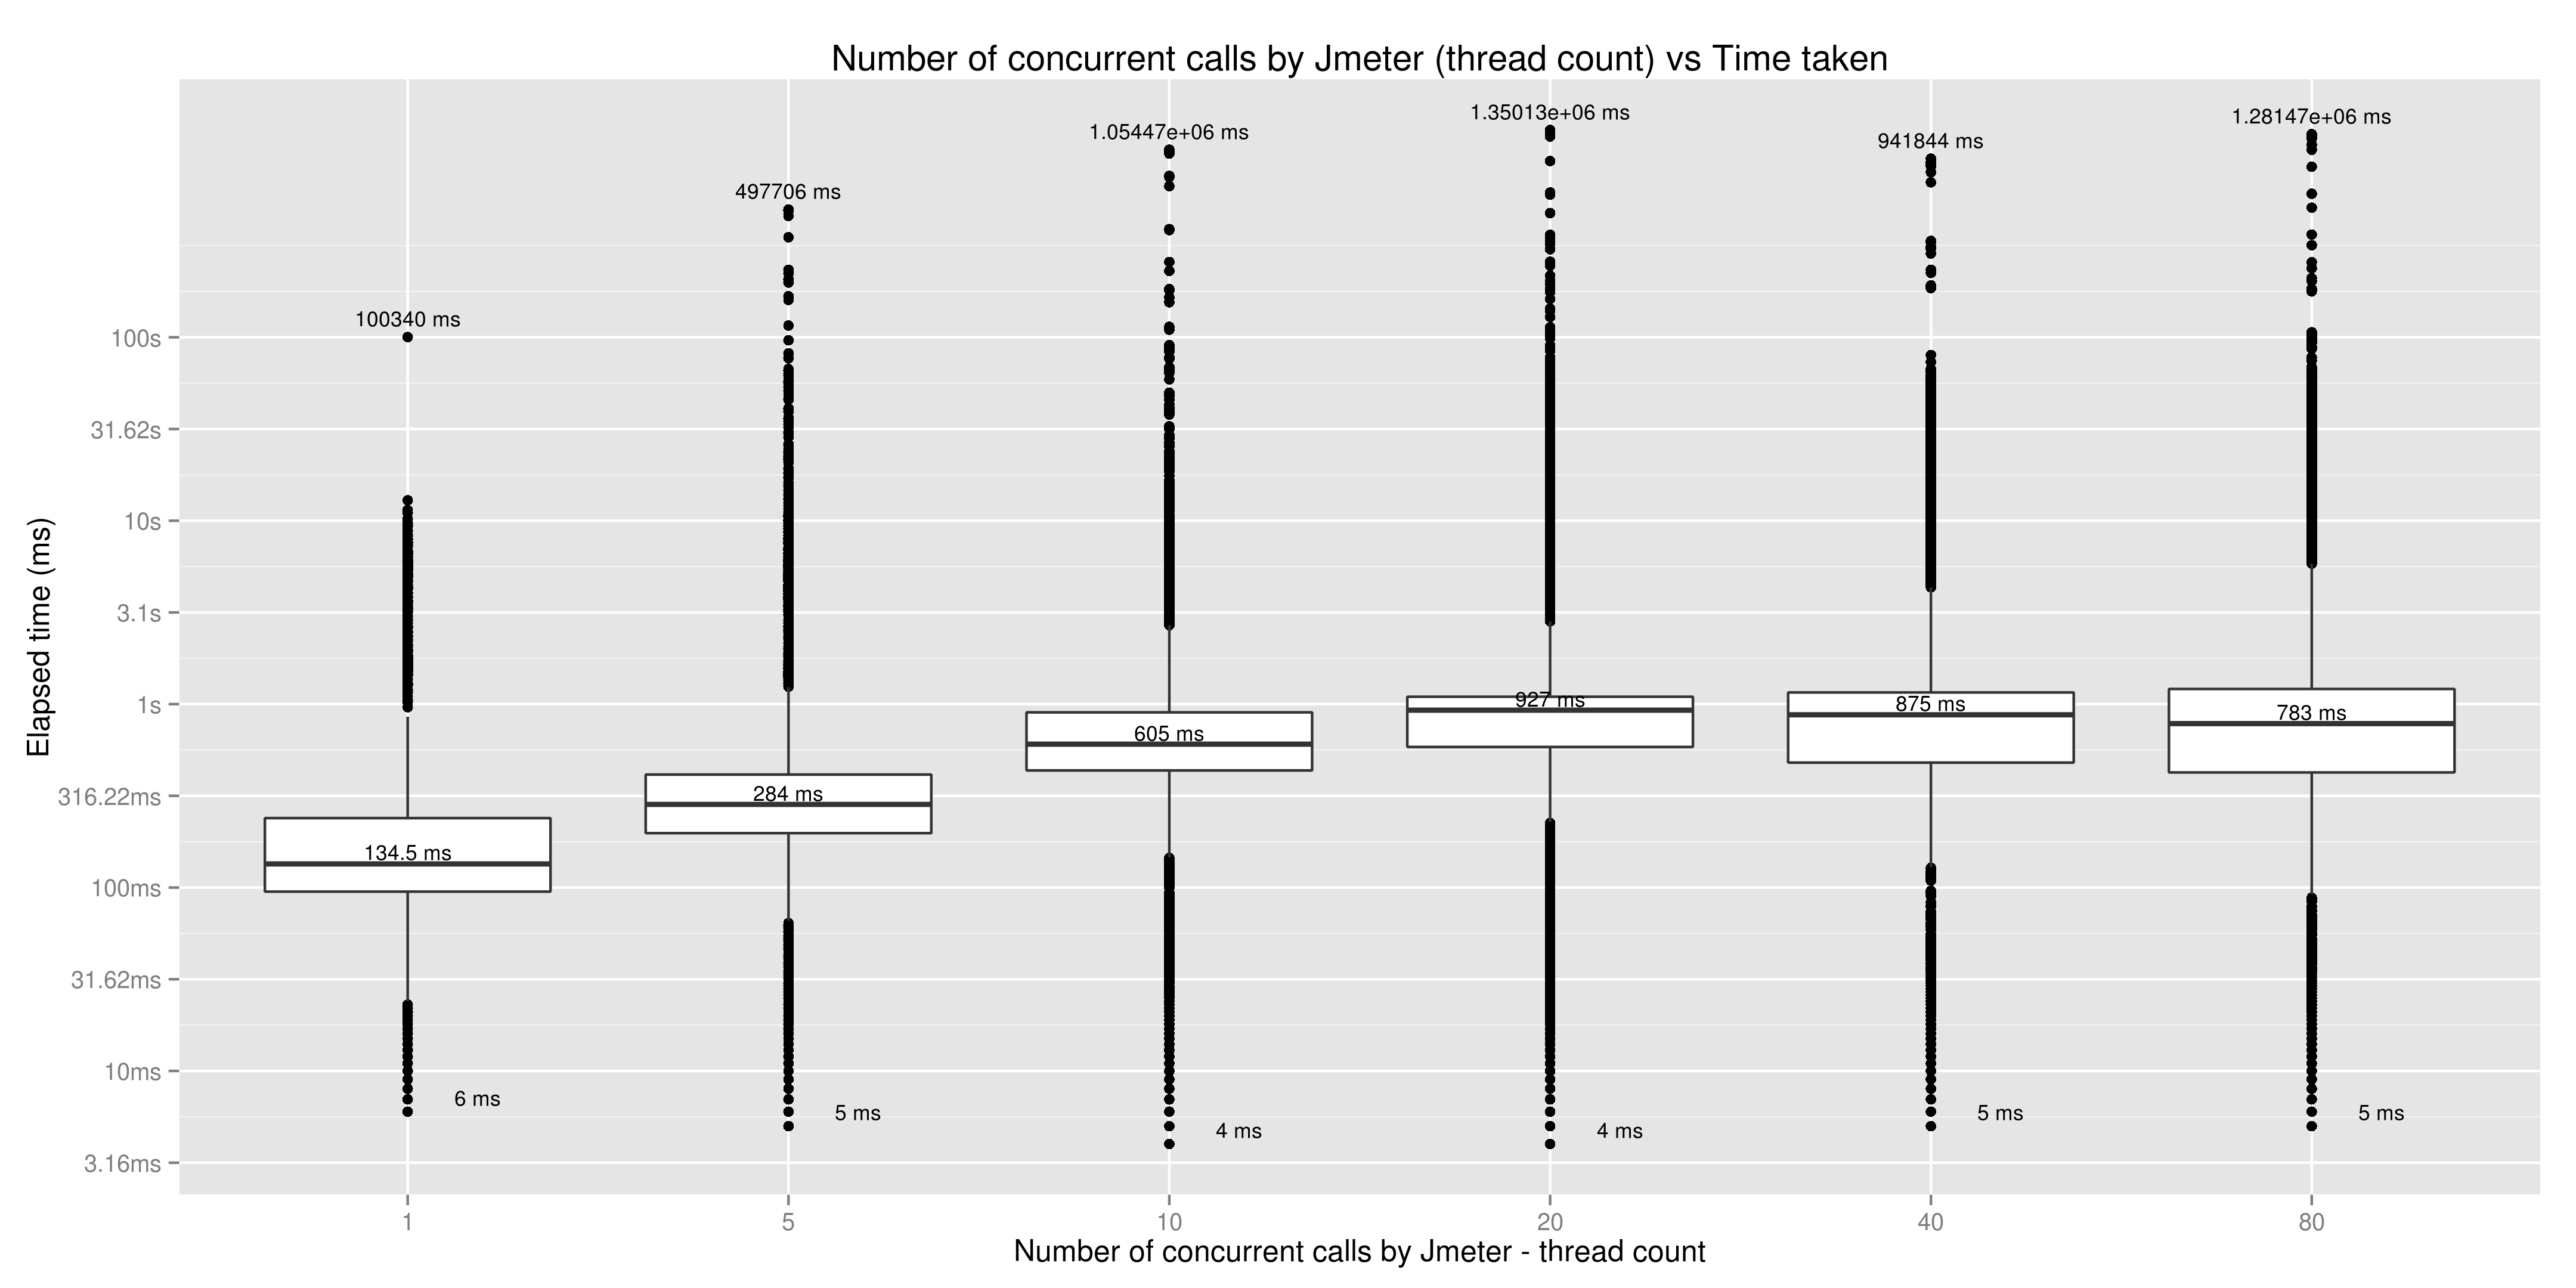 Number of concurrent calls by Jmeter (thread count) vs Time taken
1.35013e+06 ms
1.28147e+06 ms
1.05447e+06 ms
941844 ms
497706 ms
100340 ms
Elapsed time (ms)
100s
31.62s
10s
3.1s
1s
316.22ms
100ms
31.62ms
10ms
3.16ms
134.5 ms
284 ms
605 ms
927 ms
875 ms
783 ms
6 ms
5 ms
4 ms
4 ms
5 ms
5 ms
1
5
10
20
40
80
Number of concurrent calls by Jmeter - thread count